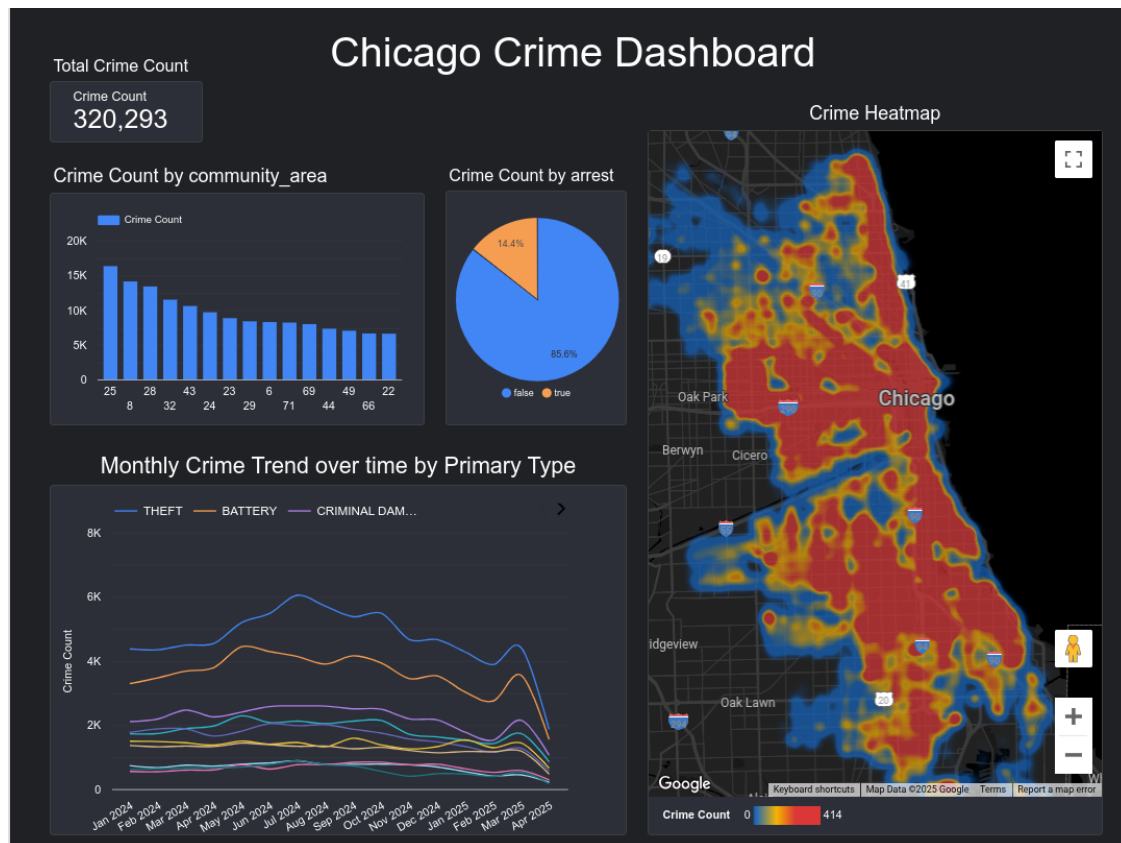 Chicago Crime Dashboard
Total Crime Count
Crime Count
320,293
Crime Count by community_area
Crime Count
20K
15K
10K
5K
0
25 28 43 23 6 69 49 22
8 32 24 29 71 44 66
Crime Count by arrest
14.4%
85.6%
false true
Monthly Crime Trend over time by Primary Type
THEFT BATTERY CRIMINAL DAM…
8K
6K
4K
2K
0
Crime Count
Jan 2024
Feb 2024
Mar 2024
Apr 2024
May 2024
Jun 2024
Jul 2024
Aug 2024
Sep 2024
Oct 2024
Nov 2024
Dec 2024
Jan 2025
Feb 2025
Mar 2025
Apr 2025
Crime Heatmap
19
41
Oak Park
Chicago
Berwyn
Cicero
idgeview
Oak Lawn
20
Google
Keyboard shortcuts
Map Data ©2025 Google
Terms
Report a map error
Crime Count 0 414